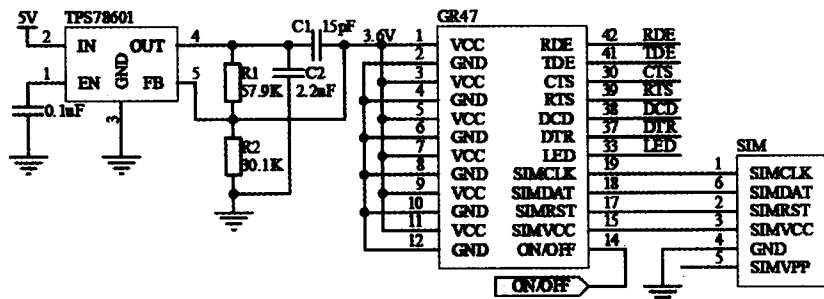 TPS78601
5V
2
IN
OUT
4
1
EN
GND
FB
5
3
0.1uF
C1
15pF
3.6V
R1
57.9K
C2
2.2uF
R2
30.1K
GR47
1
VCC
RDE
42
RDE
2
GND
TDE
41
TDE
3
VCC
CTS
30
CTS
4
GND
RTS
39
RTS
5
VCC
DCD
38
DCD
6
GND
DTR
37
DTR
7
VCC
LED
33
LED
8
GND
SIMCLK
19
9
VCC
SIMDAT
18
10
GND
SIMRST
17
11
VCC
SIMVCC
15
12
GND
ON/OFF
14
ON/OFF
SIM
1
SIMCLK
6
SIMDAT
2
SIMRST
3
SIMVCC
4
GND
5
SIMVPP